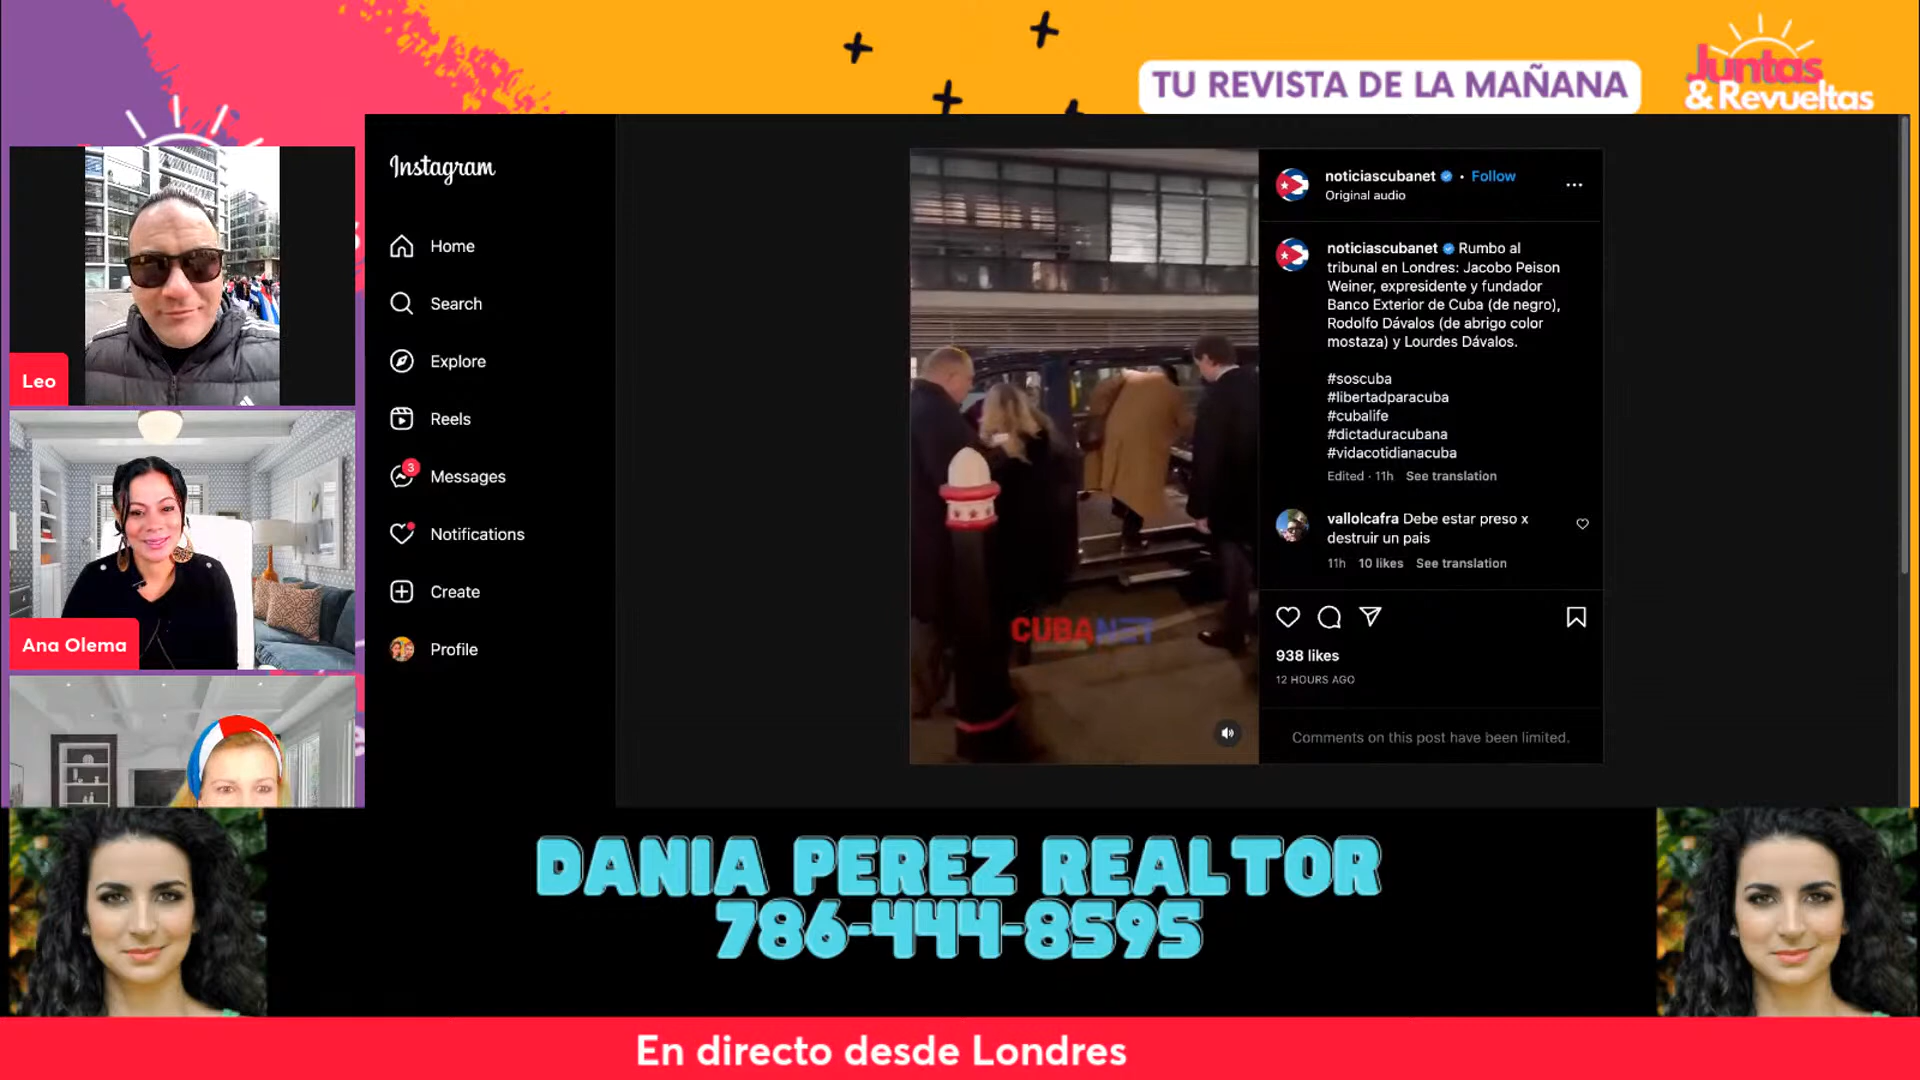 TU REVISTA DE LA MAÑANA
Juntas
& Revueltas
Leo
Ana Olema
Instagram
Home
Search
Explore
Reels
3
Messages
Notifications
Create
Profile
CUBANET
noticiascubanet • Follow
Original audio
noticiascubanet Rumbo al
tribunal en Londres: Jacobo Peison
Weiner, expresidente y fundador
Banco Exterior de Cuba (de negro),
Rodolfo Dávalos (de abrigo color
mostaza) y Lourdes Dávalos.
#soscuba
#libertadparacuba
#cubalife
#dictaduracubana
#vidacotidianacuba
Edited · 11h See translation
vallolcafra Debe estar preso x
destruir un pais
11h 10 likes See translation
938 likes
12 HOURS AGO
Comments on this post have been limited.
DANIA PEREZ REALTOR
786-444-8595
En directo desde Londres